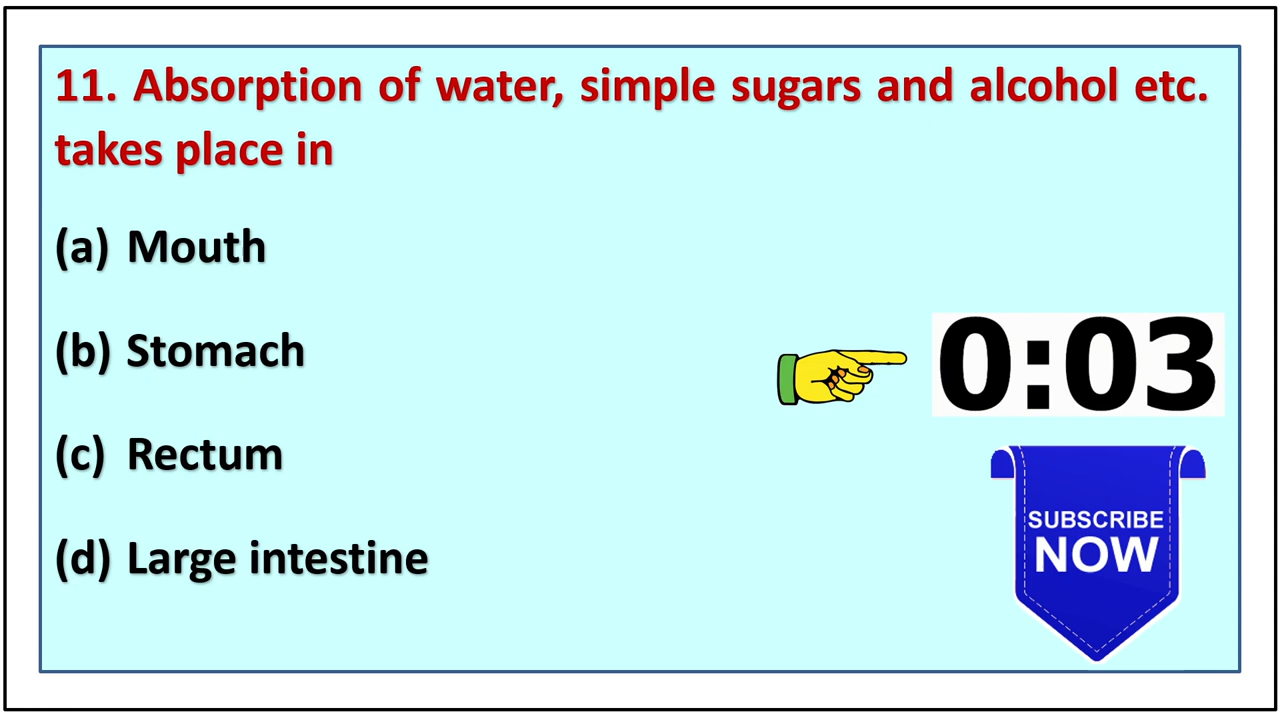 11. Absorption of water, simple sugars and alcohol etc.
takes place in
(a) Mouth
(b) Stomach
0:03
(c) Rectum
SUBSCRIBE
NOW
(d) Large intestine